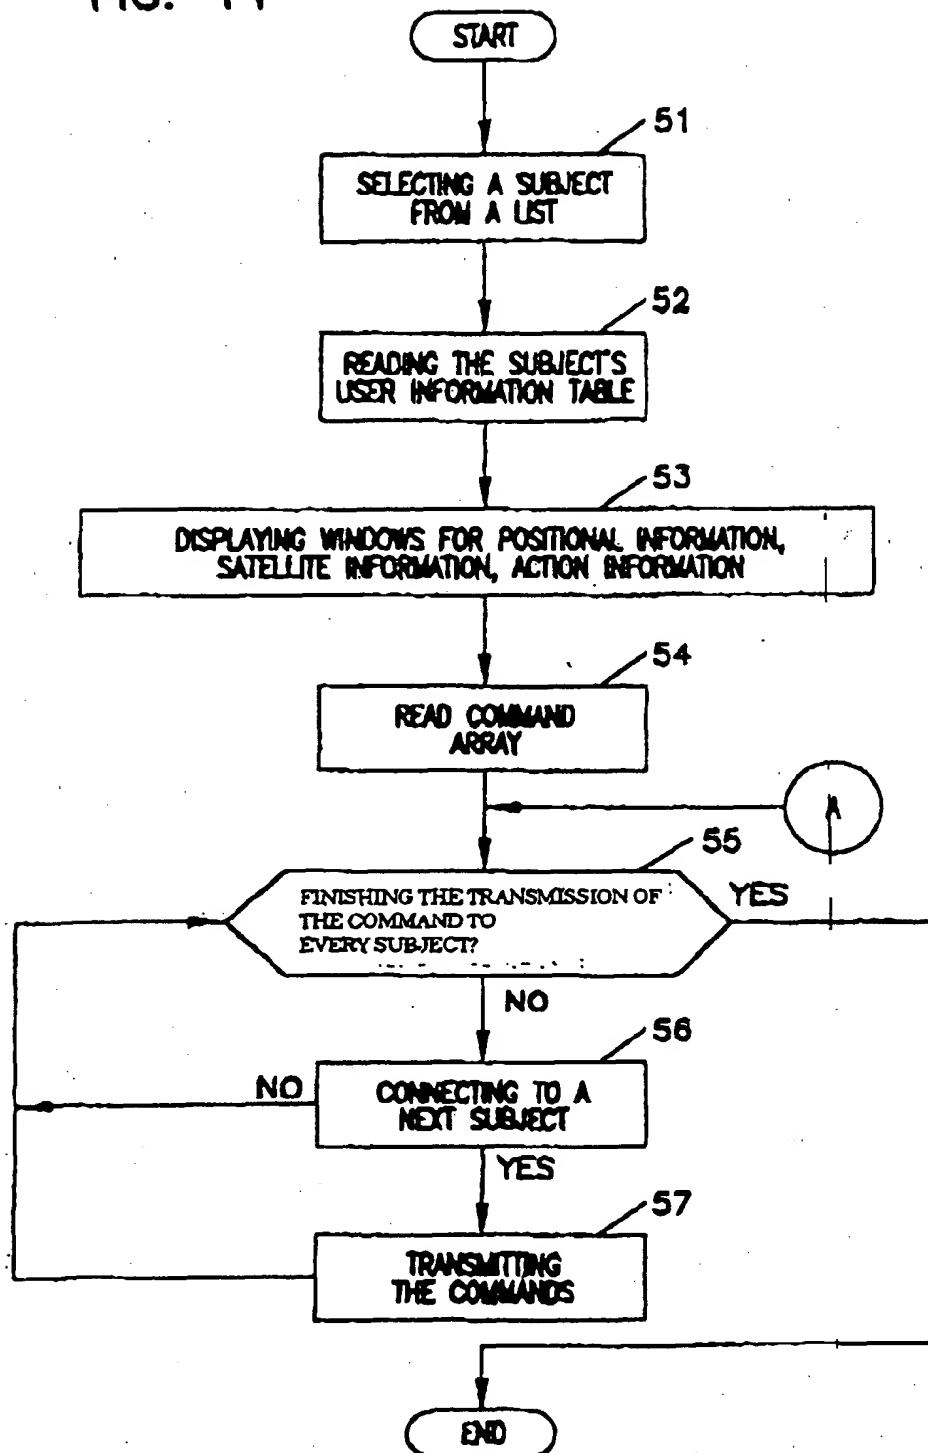 START
51
SELECTING A SUBJECT
FROM A LIST
52
READING THE SUBJECT'S
USER INFORMATION TABLE
53
DISPLAYING WINDOWS FOR POSITIONAL INFORMATION,
SATELLITE INFORMATION, ACTION INFORMATION
54
READ COMMAND
ARRAY
A
55
FINISHING THE TRANSMISSION OF
THE COMMAND TO
EVERY SUBJECT?
YES
NO
56
NO
CONNECTING TO A
NEXT SUBJECT
YES
57
TRANSMITTING
THE COMMANDS
END